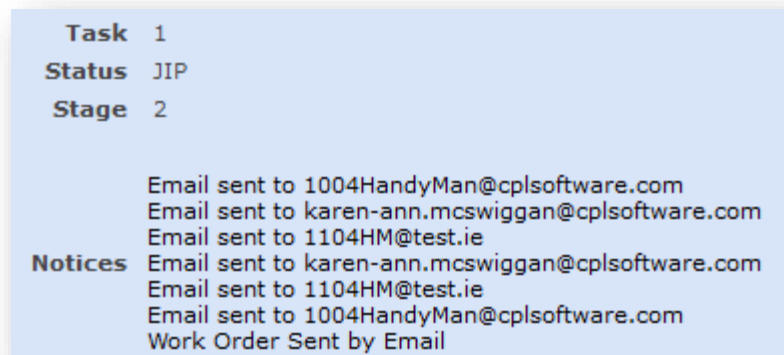 Task 1
Status JIP
Stage 2
Email sent to 1004HandyMan@cplsoftware.com
Email sent to karen-ann.mcswiggan@cplsoftware.com
Email sent to 1104HM@test.ie
Notices Email sent to karen-ann.mcswiggan@cplsoftware.com
Email sent to 1104HM@test.ie
Email sent to 1004HandyMan@cplsoftware.com
Work Order Sent by Email